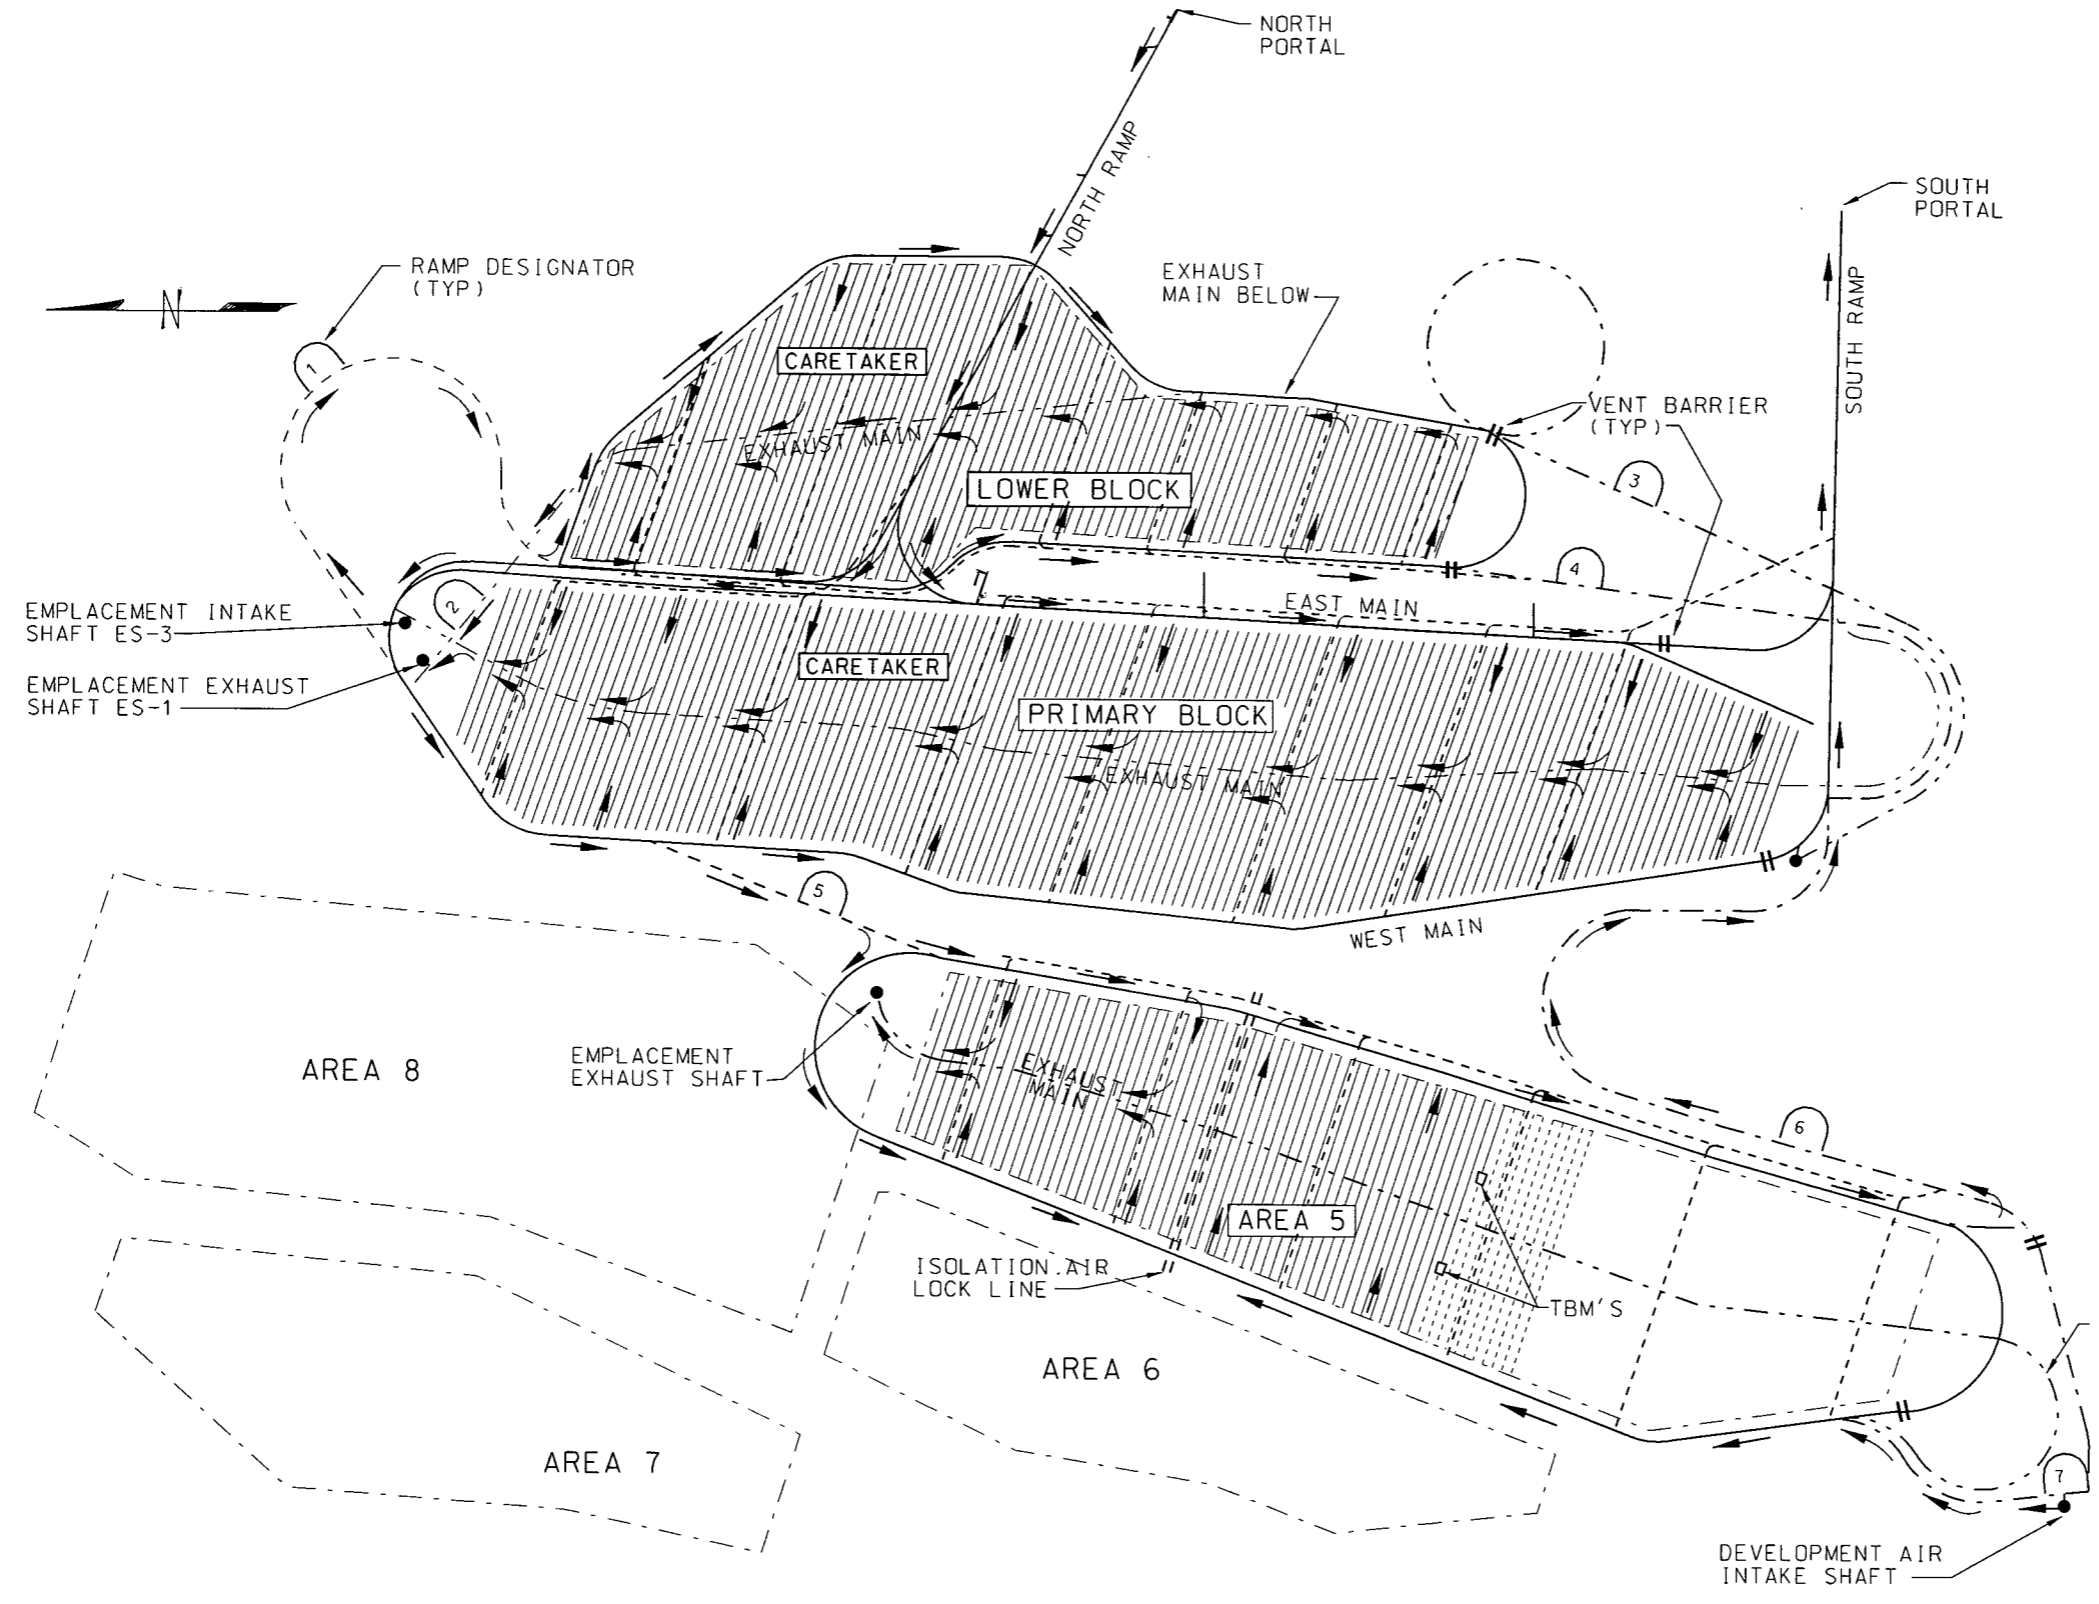 NORTH
PORTAL
SOUTH
PORTAL
NORTH RAMP
SOUTH RAMP
RAMP DESIGNATOR
(TYP)
N
EXHAUST
MAIN BELOW
1
CARETAKER
VENT BARRIER
(TYP)
EXHAUST MAIN
LOWER BLOCK
3
4
2
EAST MAIN
EMPLACEMENT INTAKE
SHAFT ES-3
CARETAKER
EMPLACEMENT EXHAUST
SHAFT ES-1
PRIMARY BLOCK
EXHAUST MAIN
5
WEST MAIN
AREA 8
EMPLACEMENT
EXHAUST SHAFT
EXHAUST
MAIN
6
AREA 5
ISOLATION AIR
LOCK LINE
TBM'S
AREA 6
AREA 7
7
DEVELOPMENT AIR
INTAKE SHAFT